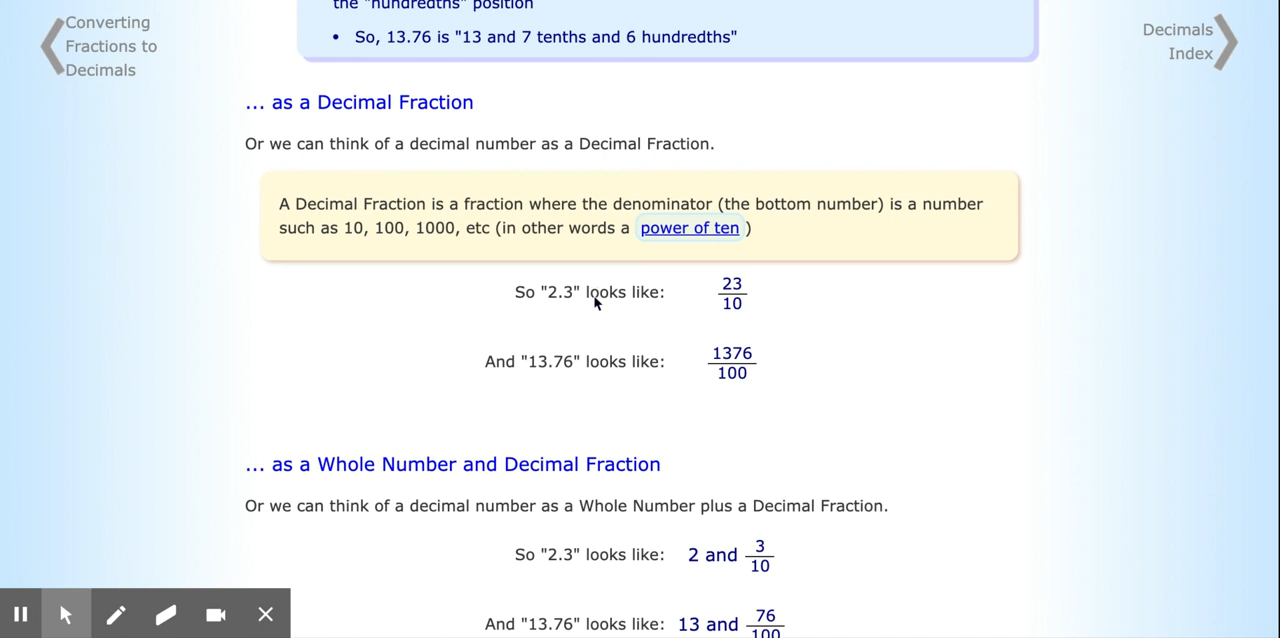 the "hundredths" position
• So, 13.76 is "13 and 7 tenths and 6 hundredths"
Converting
Fractions to
Decimals
Decimals
Index
... as a Decimal Fraction
Or we can think of a decimal number as a Decimal Fraction.
A Decimal Fraction is a fraction where the denominator (the bottom number) is a number
such as 10, 100, 1000, etc (in other words a power of ten )
So "2.3" looks like: 23/10
And "13.76" looks like: 1376/100
... as a Whole Number and Decimal Fraction
Or we can think of a decimal number as a Whole Number plus a Decimal Fraction.
So "2.3" looks like: 2 and 3/10
And "13.76" looks like: 13 and 76/100